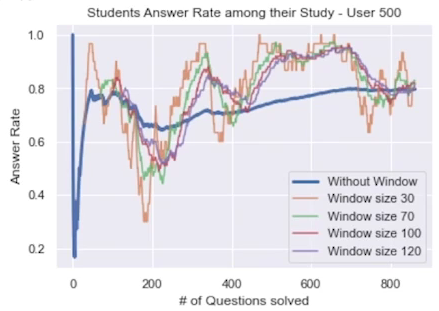 Students Answer Rate among their Study - User 500
1.0
0.8
0.6
0.4
0.2
Answer Rate
Without Window
Window size 30
Window size 70
Window size 100
Window size 120
0
200
400
600
800
# of Questions solved